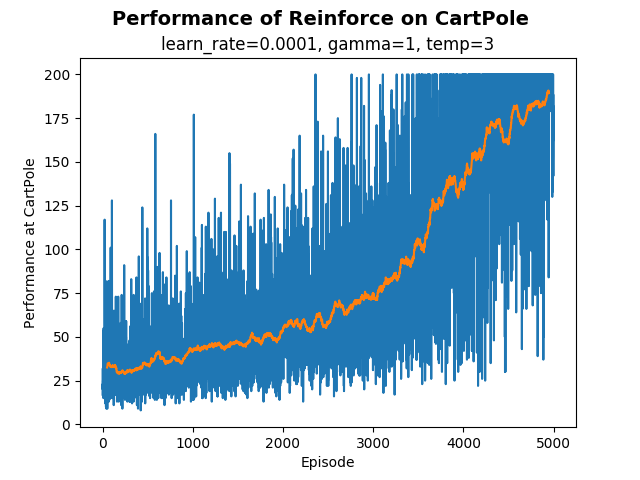 Performance of Reinforce on CartPole
learn_rate=0.0001, gamma=1, temp=3
200
175
150
125
100
75
50
25
0
Performance at CartPole
0 1000 2000 3000 4000 5000
Episode